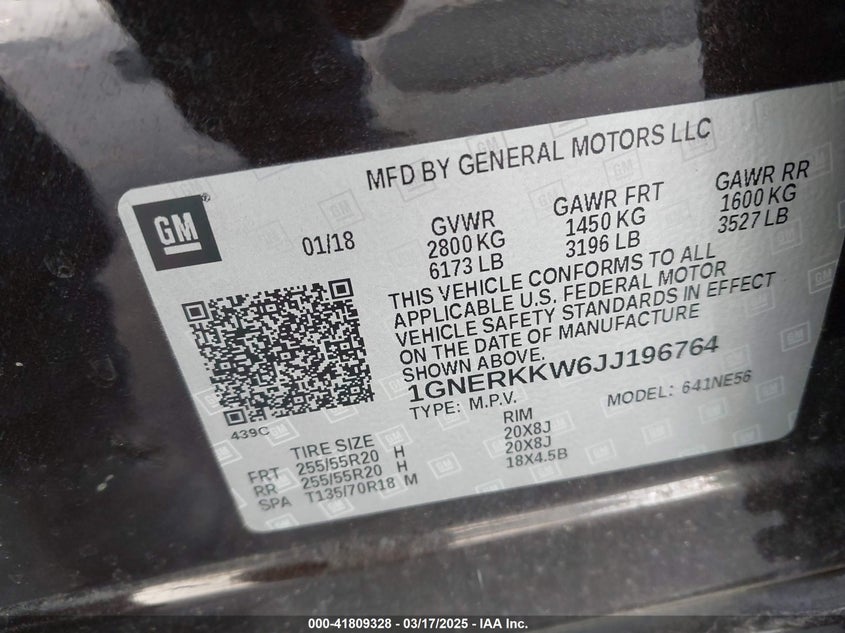 MFD BY GENERAL MOTORS LLC
GM®
01/18
GVWR
2800 KG
6173 LB
GAWR FRT
1450 KG
3196 LB
GAWR RR
1600 KG
3527 LB
THIS VEHICLE CONFORMS TO ALL
APPLICABLE U.S. FEDERAL MOTOR
VEHICLE SAFETY STANDARDS IN EFFECT
ON THE DATE OF MANUFACTURE
SHOWN ABOVE.
1GNERKKW6JJ196764
TYPE: M.P.V. MODEL: 641NE56
439C
TIRE SIZE RIM
FRT 255/55R20 H 20X8J
RR 255/55R20 H 20X8J
SPA T135/70R18 M 18X4.5B
000-41809328 - 03/17/2025 - IAA Inc.